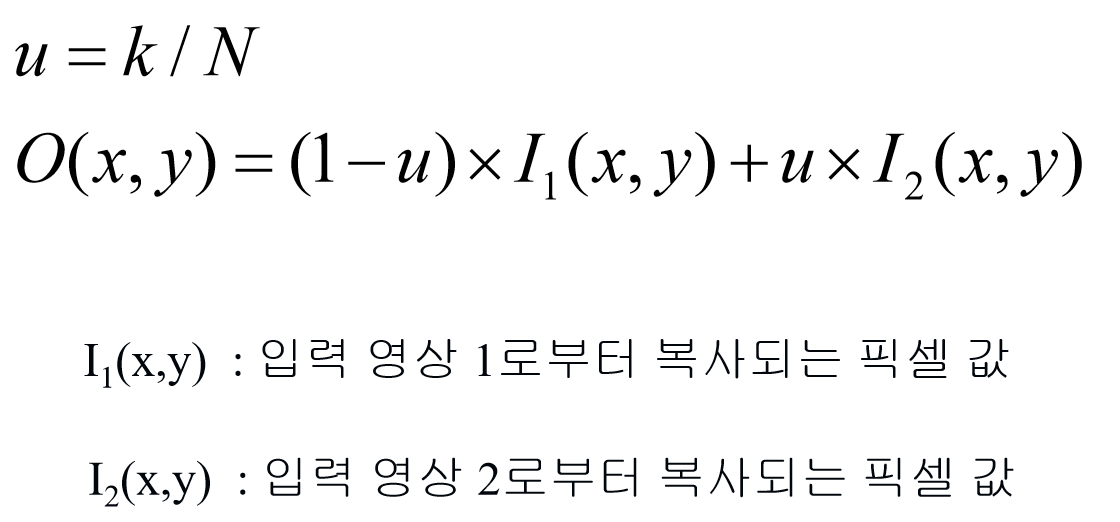 u = k / N
O(x, y) = (1 − u) × I₁(x, y) + u × I₂(x, y)
I₁(x,y) : 입력 영상 1로부터 복사되는 픽셀 값
I₂(x,y) : 입력 영상 2로부터 복사되는 픽셀 값